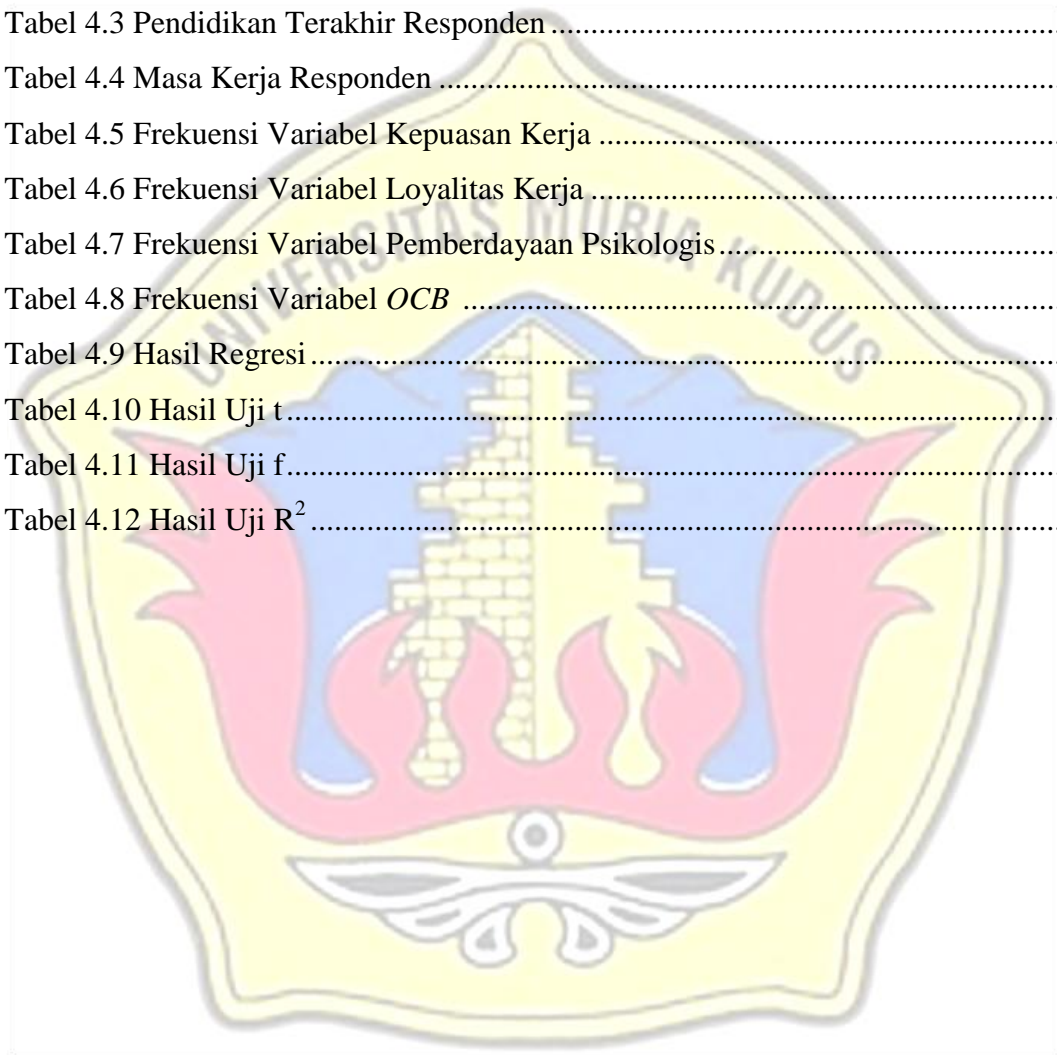 Tabel 4.3 Pendidikan Terakhir Responden ....................................................................
Tabel 4.4 Masa Kerja Responden ..................................................................................
Tabel 4.5 Frekuensi Variabel Kepuasan Kerja ..............................................................
Tabel 4.6 Frekuensi Variabel Loyalitas Kerja ...............................................................
Tabel 4.7 Frekuensi Variabel Pemberdayaan Psikologis ..............................................
Tabel 4.8 Frekuensi Variabel OCB ..............................................................................
Tabel 4.9 Hasil Regresi ..................................................................................................
Tabel 4.10 Hasil Uji t .....................................................................................................
Tabel 4.11 Hasil Uji f .....................................................................................................
Tabel 4.12 Hasil Uji R² ..................................................................................................
UNIVERSITAS MURIA KUDUS